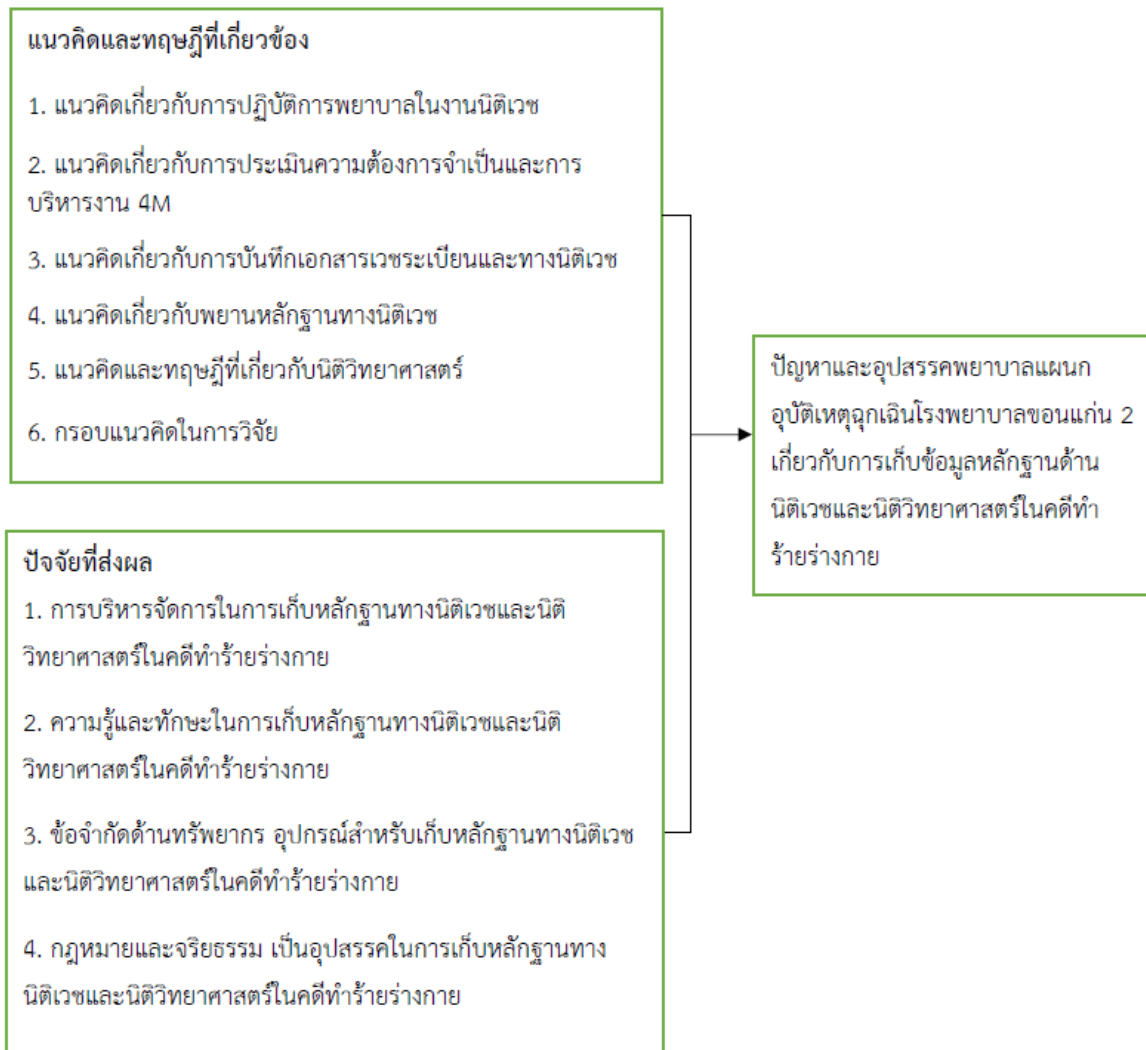 แนวคิดและทฤษฎีที่เกี่ยวข้อง
1. แนวคิดเกี่ยวกับการปฏิบัติการพยาบาลในงานนิติเวช
2. แนวคิดเกี่ยวกับการประเมินความต้องการจำเป็นและการ
บริหารงาน 4M
3. แนวคิดเกี่ยวกับการบันทึกเอกสารเวชระเบียนและทางนิติเวช
4. แนวคิดเกี่ยวกับพยานหลักฐานทางนิติเวช
5. แนวคิดและทฤษฎีที่เกี่ยวกับนิติวิทยาศาสตร์
6. กรอบแนวคิดในการวิจัย
ปัจจัยที่ส่งผล
1. การบริหารจัดการในการเก็บหลักฐานทางนิติเวชและนิติ
วิทยาศาสตร์ในคดีทำร้ายร่างกาย
2. ความรู้และทักษะในการเก็บหลักฐานทางนิติเวชและนิติ
วิทยาศาสตร์ในคดีทำร้ายร่างกาย
3. ข้อจำกัดด้านทรัพยากร อุปกรณ์สำหรับเก็บหลักฐานทางนิติเวช
และนิติวิทยาศาสตร์ในคดีทำร้ายร่างกาย
4. กฎหมายและจริยธรรม เป็นอุปสรรคในการเก็บหลักฐานทาง
นิติเวชและนิติวิทยาศาสตร์ในคดีทำร้ายร่างกาย
ปัญหาและอุปสรรคพยาบาลแผนก
อุบัติเหตุฉุกเฉินโรงพยาบาลขอนแก่น 2
เกี่ยวกับการเก็บข้อมูลหลักฐานด้าน
นิติเวชและนิติวิทยาศาสตร์ในคดีทำ
ร้ายร่างกาย